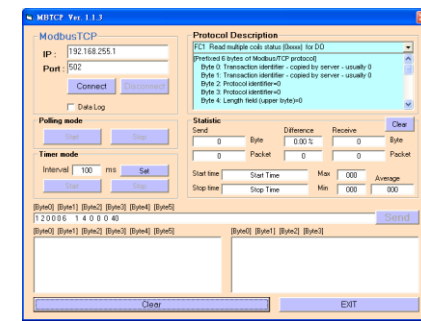 MBTCP Ver. 1.1.3
ModbusTCP
IP : 192.168.255.1
Port : 502
Connect Disconnect
Data Log
Protocol Description
FC1 Read multiple coils status (0xxxx) for DO
[Prefixed 6 bytes of Modbus/TCP protocol]
Byte 0: Transaction identifier - copied by server - usually 0
Byte 1: Transaction identifier - copied by server - usually 0
Byte 2: Protocol identifier=0
Byte 3: Protocol identifier=0
Byte 4: Length field (upper byte)=0
Polling mode
Start Stop
Timer mode
Interval 100 ms Set
Start Stop
Statistic
Clear
Send Difference Receive
0 Byte 0.00 % 0 Byte
0 Packet 0 0 Packet
Start time Start Time Max 000 Average
Stop time Stop Time Min 000 000
[Byte0] [Byte1] [Byte2] [Byte3] [Byte4] [Byte5]
1 2 0 0 0 6 1 4 0 0 0 40
Send
[Byte0] [Byte1] [Byte2] [Byte3] [Byte4] [Byte5]
[Byte0] [Byte1] [Byte2] [Byte3]
Clear
EXIT